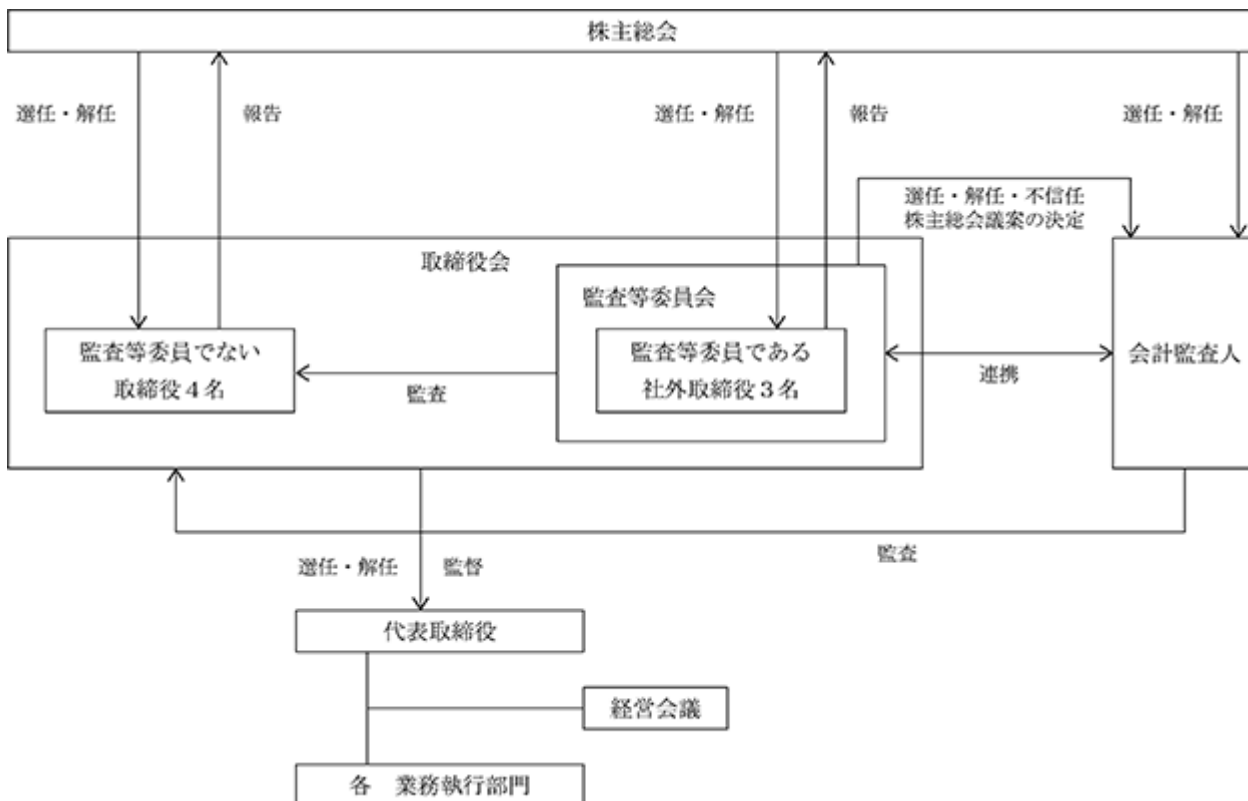 株主総会
選任・解任
報告
選任・解任
報告
選任・解任
選任・解任・不信任
株主総会議案の決定
取締役会
監査等委員会
監査等委員でない
取締役4名
監査
監査等委員である
社外取締役3名
連携
会計監査人
監査
選任・解任
監督
代表取締役
経営会議
各　業務執行部門